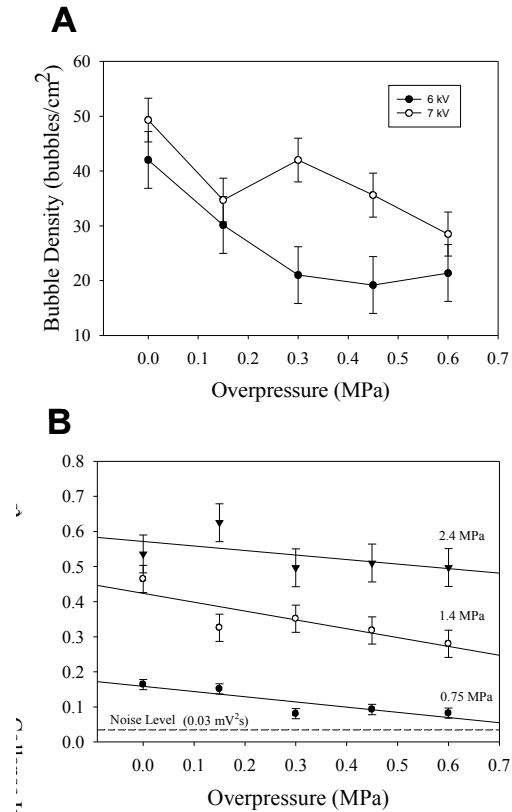 A
60
50
40
30
20
10
Bubble Density (bubbles/cm²)
6 kV
7 kV
0.0 0.1 0.2 0.3 0.4 0.5 0.6 0.7
Overpressure (MPa)
B
0.8
0.7
0.6
0.5
0.4
0.3
0.2
0.1
0.0
2.4 MPa
1.4 MPa
0.75 MPa
Noise Level (0.03 mV²s)
0.0 0.1 0.2 0.3 0.4 0.5 0.6 0.7
Overpressure (MPa)